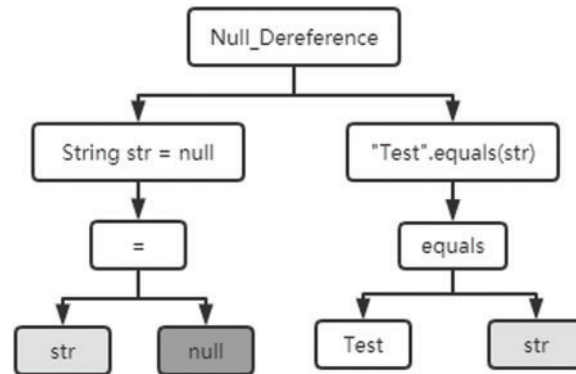 Null_Dereference
String str = null
"Test".equals(str)
=
equals
str
null
Test
str